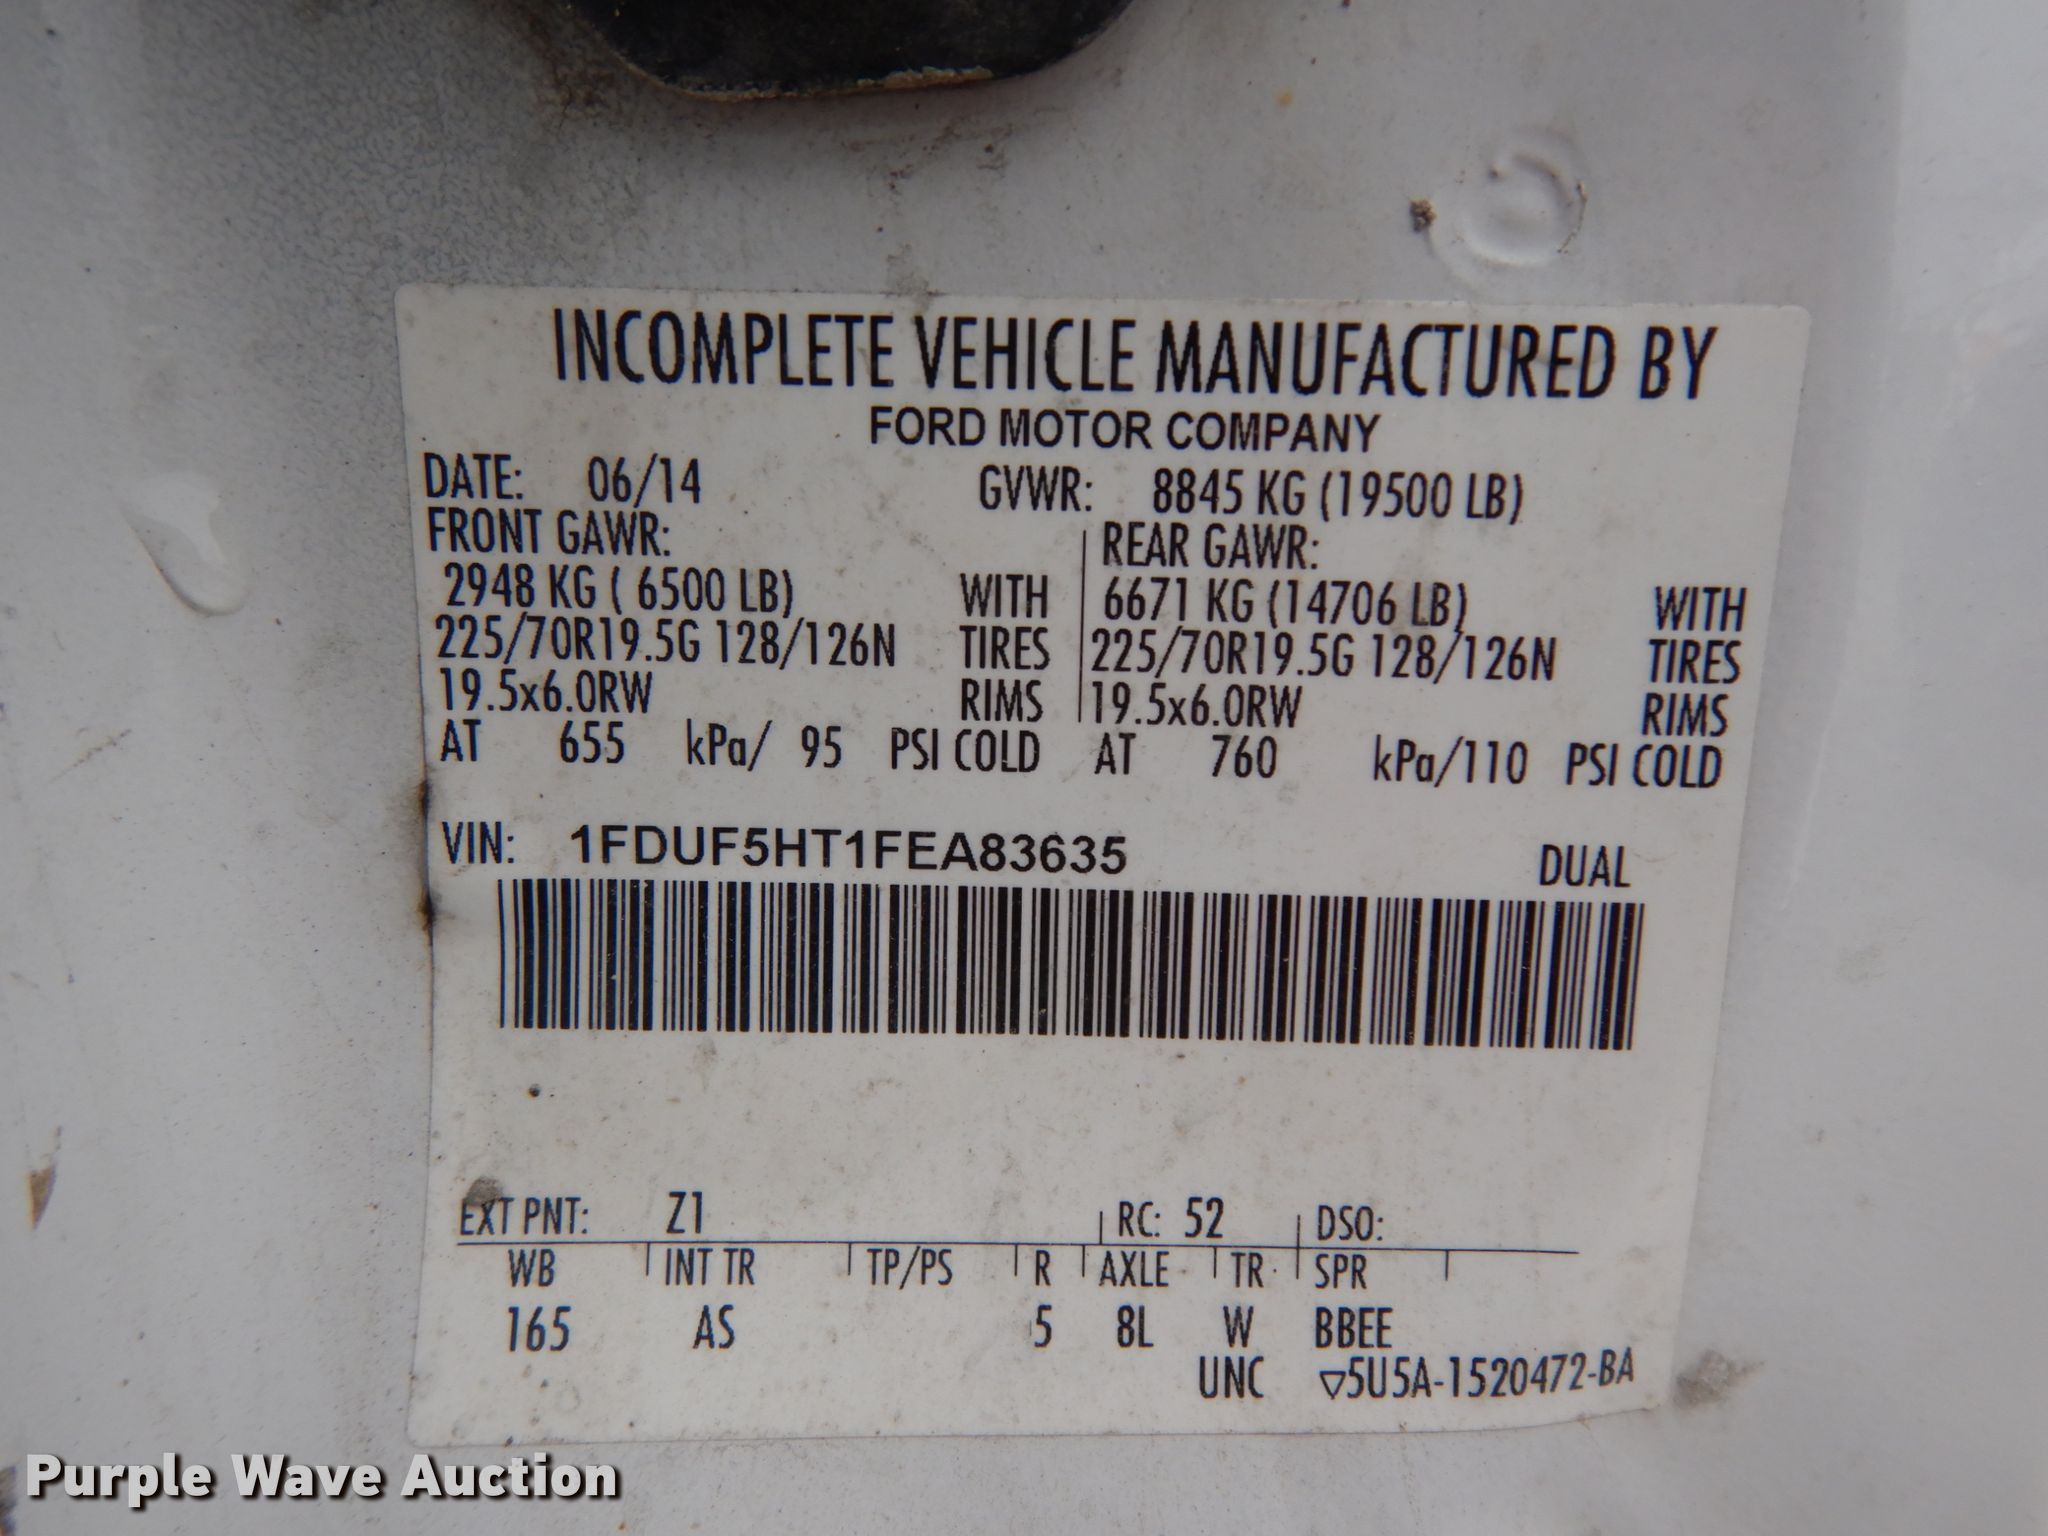 INCOMPLETE VEHICLE MANUFACTURED BY
FORD MOTOR COMPANY
DATE: 06/14 GVWR: 8845 KG (19500 LB)
FRONT GAWR: REAR GAWR:
2948 KG ( 6500 LB) WITH 6671 KG (14706 LB) WITH
225/70R19.5G 128/126N TIRES 225/70R19.5G 128/126N TIRES
19.5x6.0RW RIMS 19.5x6.0RW RIMS
AT 655 kPa/ 95 PSI COLD AT 760 kPa/110 PSI COLD
VIN: 1FDUF5HT1FEA83635 DUAL
EXT PNT: Z1 RC: 52 DSO:
WB INT TR TP/PS R AXLE TR SPR
165 AS 5 8L W BBEE
UNC ▽5U5A-1520472-BA
Purple Wave Auction